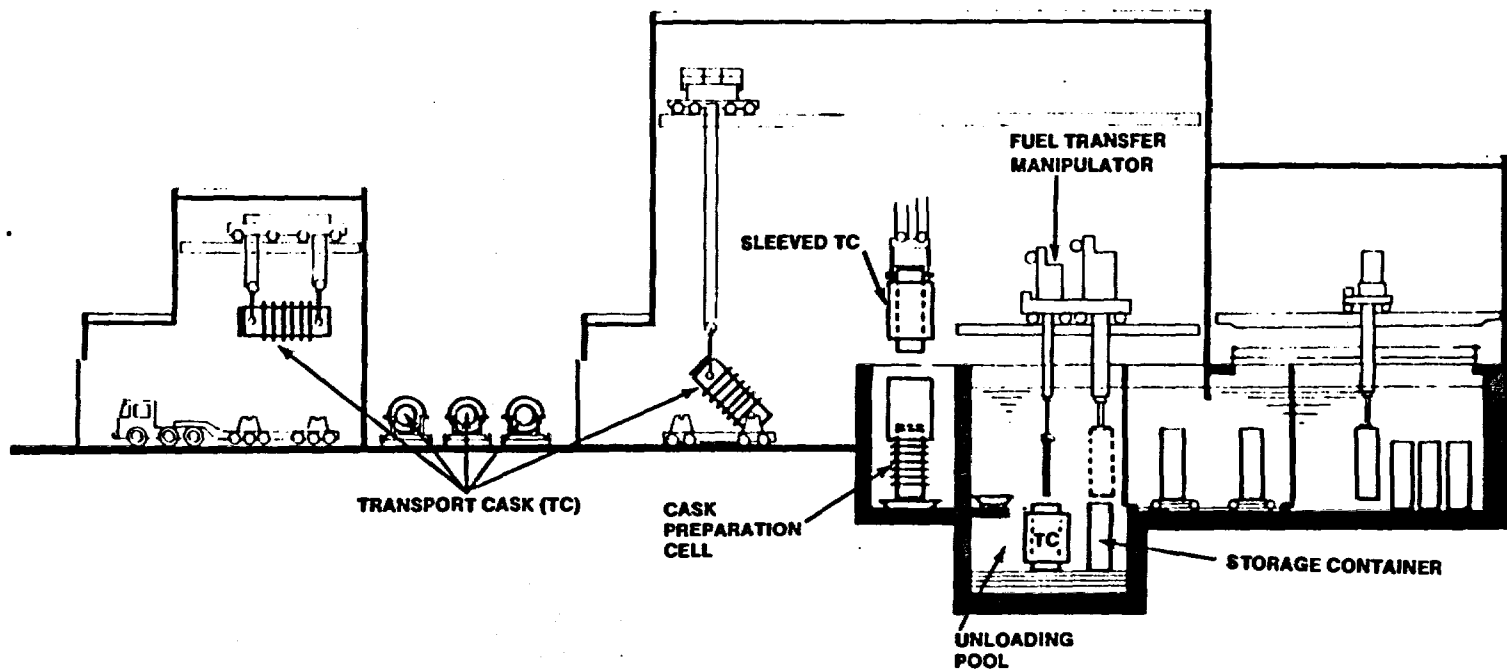 FUEL TRANSFER
MANIPULATOR
SLEEVED TC
TRANSPORT CASK (TC)
CASK
PREPARATION
CELL
TC
STORAGE CONTAINER
UNLOADING
POOL